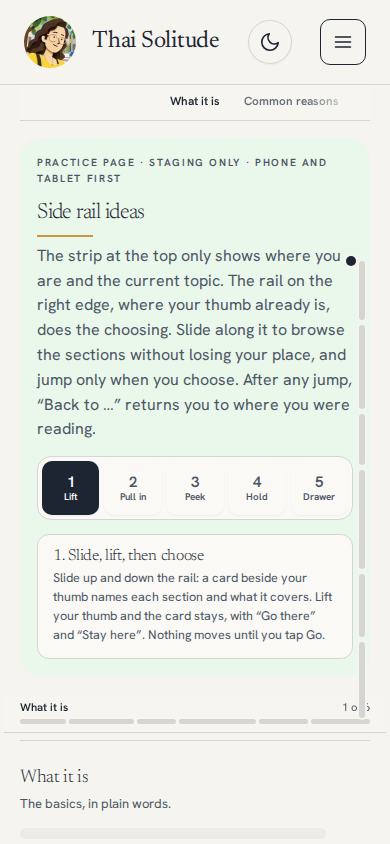 Thai Solitude
What it is
Common reasons
PRACTICE PAGE · STAGING ONLY · PHONE AND
TABLET FIRST
Side rail ideas
The strip at the top only shows where you
are and the current topic. The rail on the
right edge, where your thumb already is,
does the choosing. Slide along it to browse
the sections without losing your place, and
jump only when you choose. After any jump,
“Back to …” returns you to where you were
reading.
1 2 3 4 5
Lift Pull in Peek Hold Drawer
1. Slide, lift, then choose
Slide up and down the rail: a card beside your
thumb names each section and what it covers. Lift
your thumb and the card stays, with “Go there”
and “Stay here”. Nothing moves until you tap Go.
What it is
1 o
What it is
The basics, in plain words.